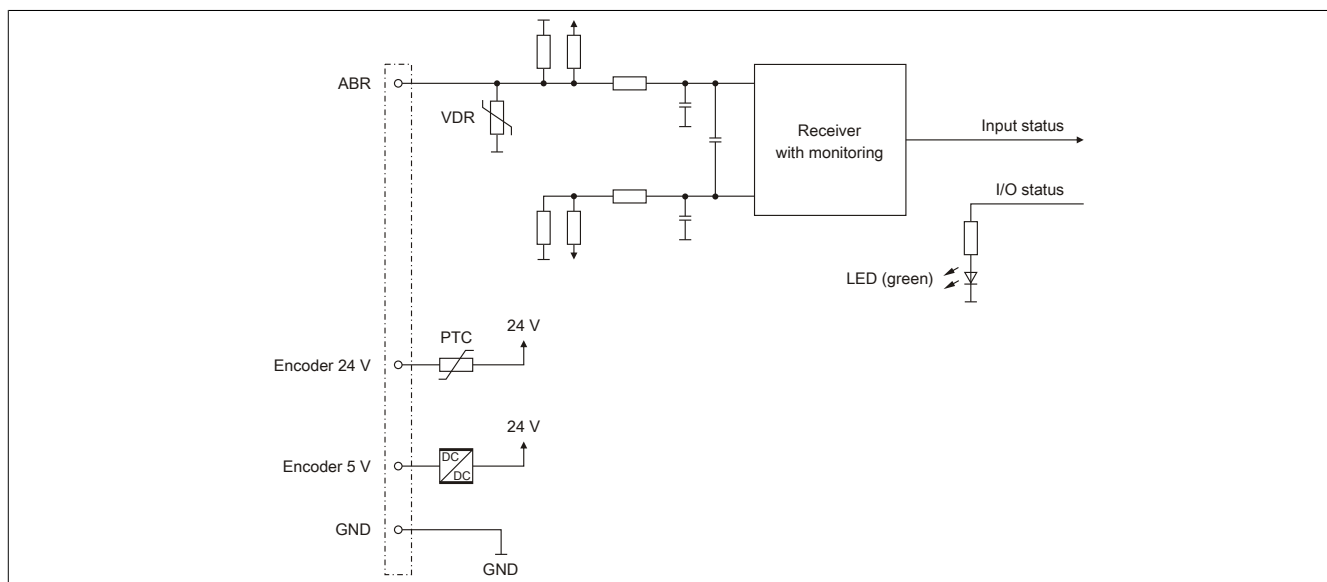 ABR
VDR
Receiver
with monitoring
Input status
I/O status
LED (green)
PTC
24 V
Encoder 24 V
24 V
Encoder 5 V
DC
DC
GND
GND